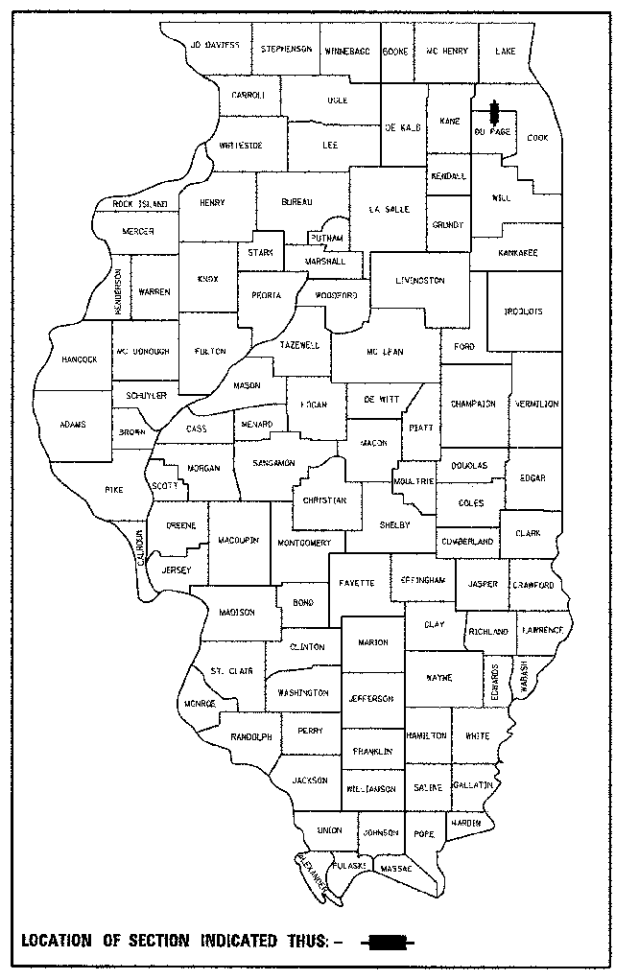 JO DAVIESS STEPHENSON WINNEBAGO BOONE MC HENRY LAKE
CARROLL OGLE
DE KALB KANE DU PAGE COOK
WHITESIDE LEE
KENDALL
WILL
ROCK ISLAND HENRY BUREAU LA SALLE GRUNDY
MERCER
PUTNAM
STARK MARSHALL KANKAKEE
HENDERSON WARREN KNOX PEORIA WOODFORD LIVINGSTON IROQUOIS
HANCOCK MC DONOUGH FULTON TAZEWELL MC LEAN FORD
MASON
SCHUYLER LOGAN DE WITT CHAMPAIGN VERMILION
ADAMS BROWN CASS MENARD PIATT
MACON
MORGAN SANGAMON DOUGLAS EDGAR
PIKE SCOTT MOULTRIE
CHRISTIAN COLES
GREENE MACOUPIN MONTGOMERY SHELBY CLARK
CALHOUN CUMBERLAND
JERSEY FAYETTE EFFINGHAM JASPER CRAWFORD
MADISON BOND
CLAY RICHLAND LAWRENCE
CLINTON MARION
ST. CLAIR WAYNE EDWARDS WABASH
WASHINGTON JEFFERSON
MONROE
RANDOLPH PERRY HAMILTON WHITE
FRANKLIN
JACKSON WILLIAMSON SALINE GALLATIN
UNION JOHNSON POPE HARDIN
ALEXANDER PULASKI MASSAC
LOCATION OF SECTION INDICATED THUS: -